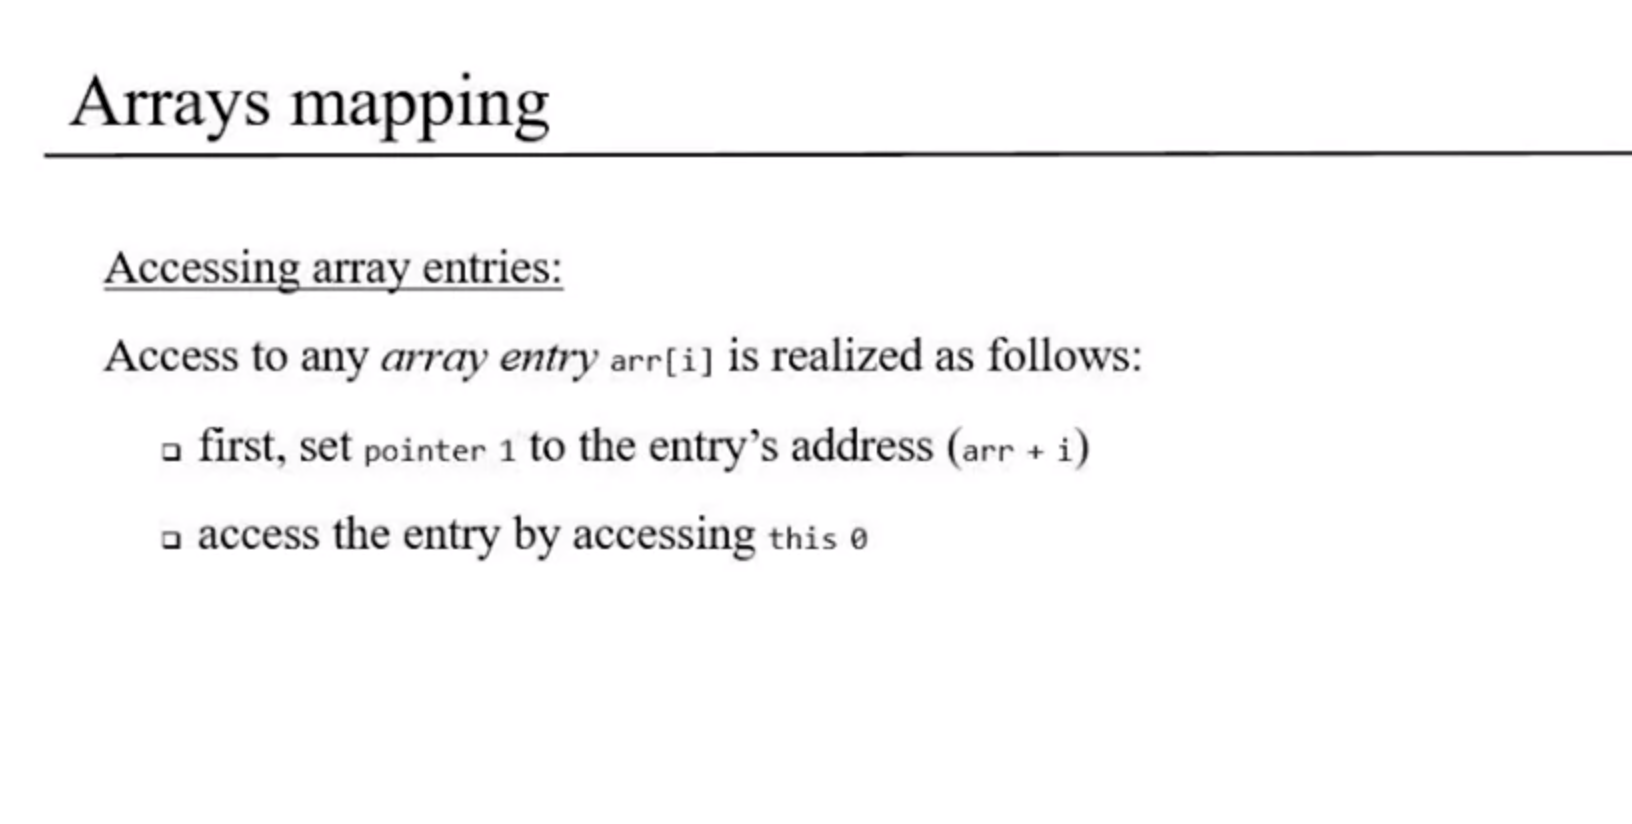 Arrays mapping
Accessing array entries:
Access to any array entry arr[i] is realized as follows:
❑ first, set pointer 1 to the entry’s address (arr + i)
❑ access the entry by accessing this 0